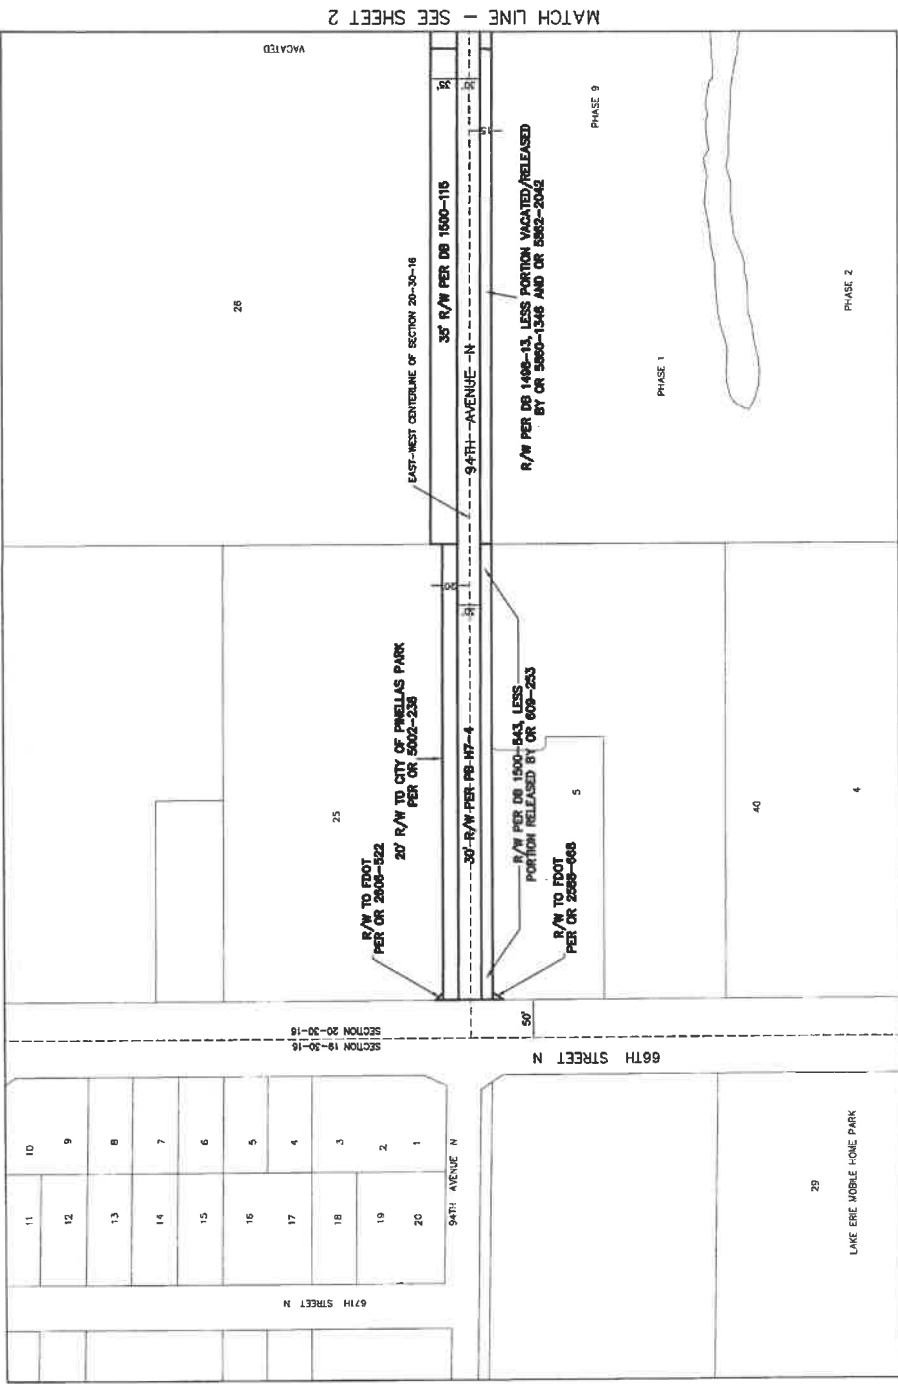 MATCH LINE - SEE SHEET 2
VACATED
26
35' R/W PER DB 1500-116
EAST-WEST CENTERLINE OF SECTION 20-30-16
94TH AVENUE N
15
R/W PER DB 1496-13, LESS PORTION VACATED/RELEASED
BY OR 5860-1346 AND OR 5862-2042
PHASE 9
PHASE 1
PHASE 2
20
25
20' R/W TO CITY OF PINELLAS PARK
PER OR 5002-238
R/W TO FDOT
PER OR 2606-522
30' R/W PER PB H7-4
R/W PER DB 1500-543, LESS
PORTION RELEASED BY OR 609-253
R/W TO FDOT
PER OR 2588-668
5
40
4
50'
SECTION 20-30-16
SECTION 19-30-16
66TH STREET N
10
9
8
7
6
5
4
3
2
1
11
12
13
14
15
16
17
18
19
20
94TH AVENUE N
67TH STREET N
29
LAKE ERIE MOBILE HOME PARK